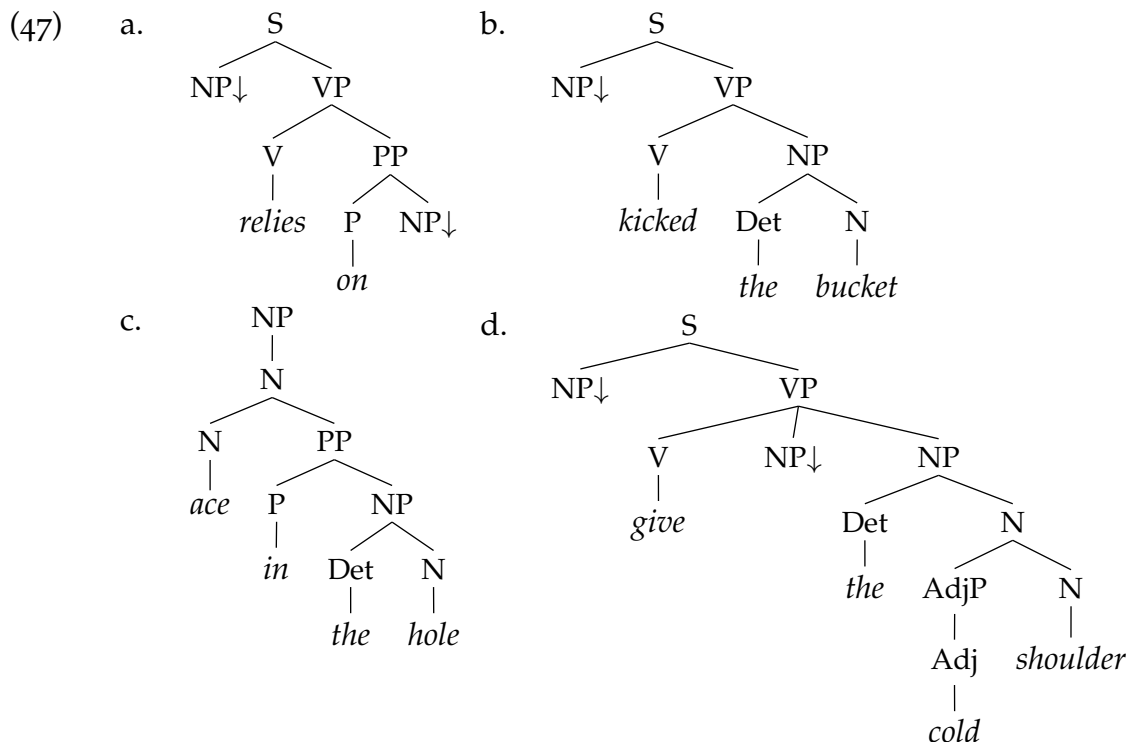 (47) a. S b. S
NP↓ VP NP↓ VP
V PP V NP
relies P NP↓ kicked Det N
on the bucket
c. NP d. S
N NP↓ VP
N PP V NP↓ NP
ace P NP give Det N
in Det N the AdjP N
the hole Adj shoulder
cold